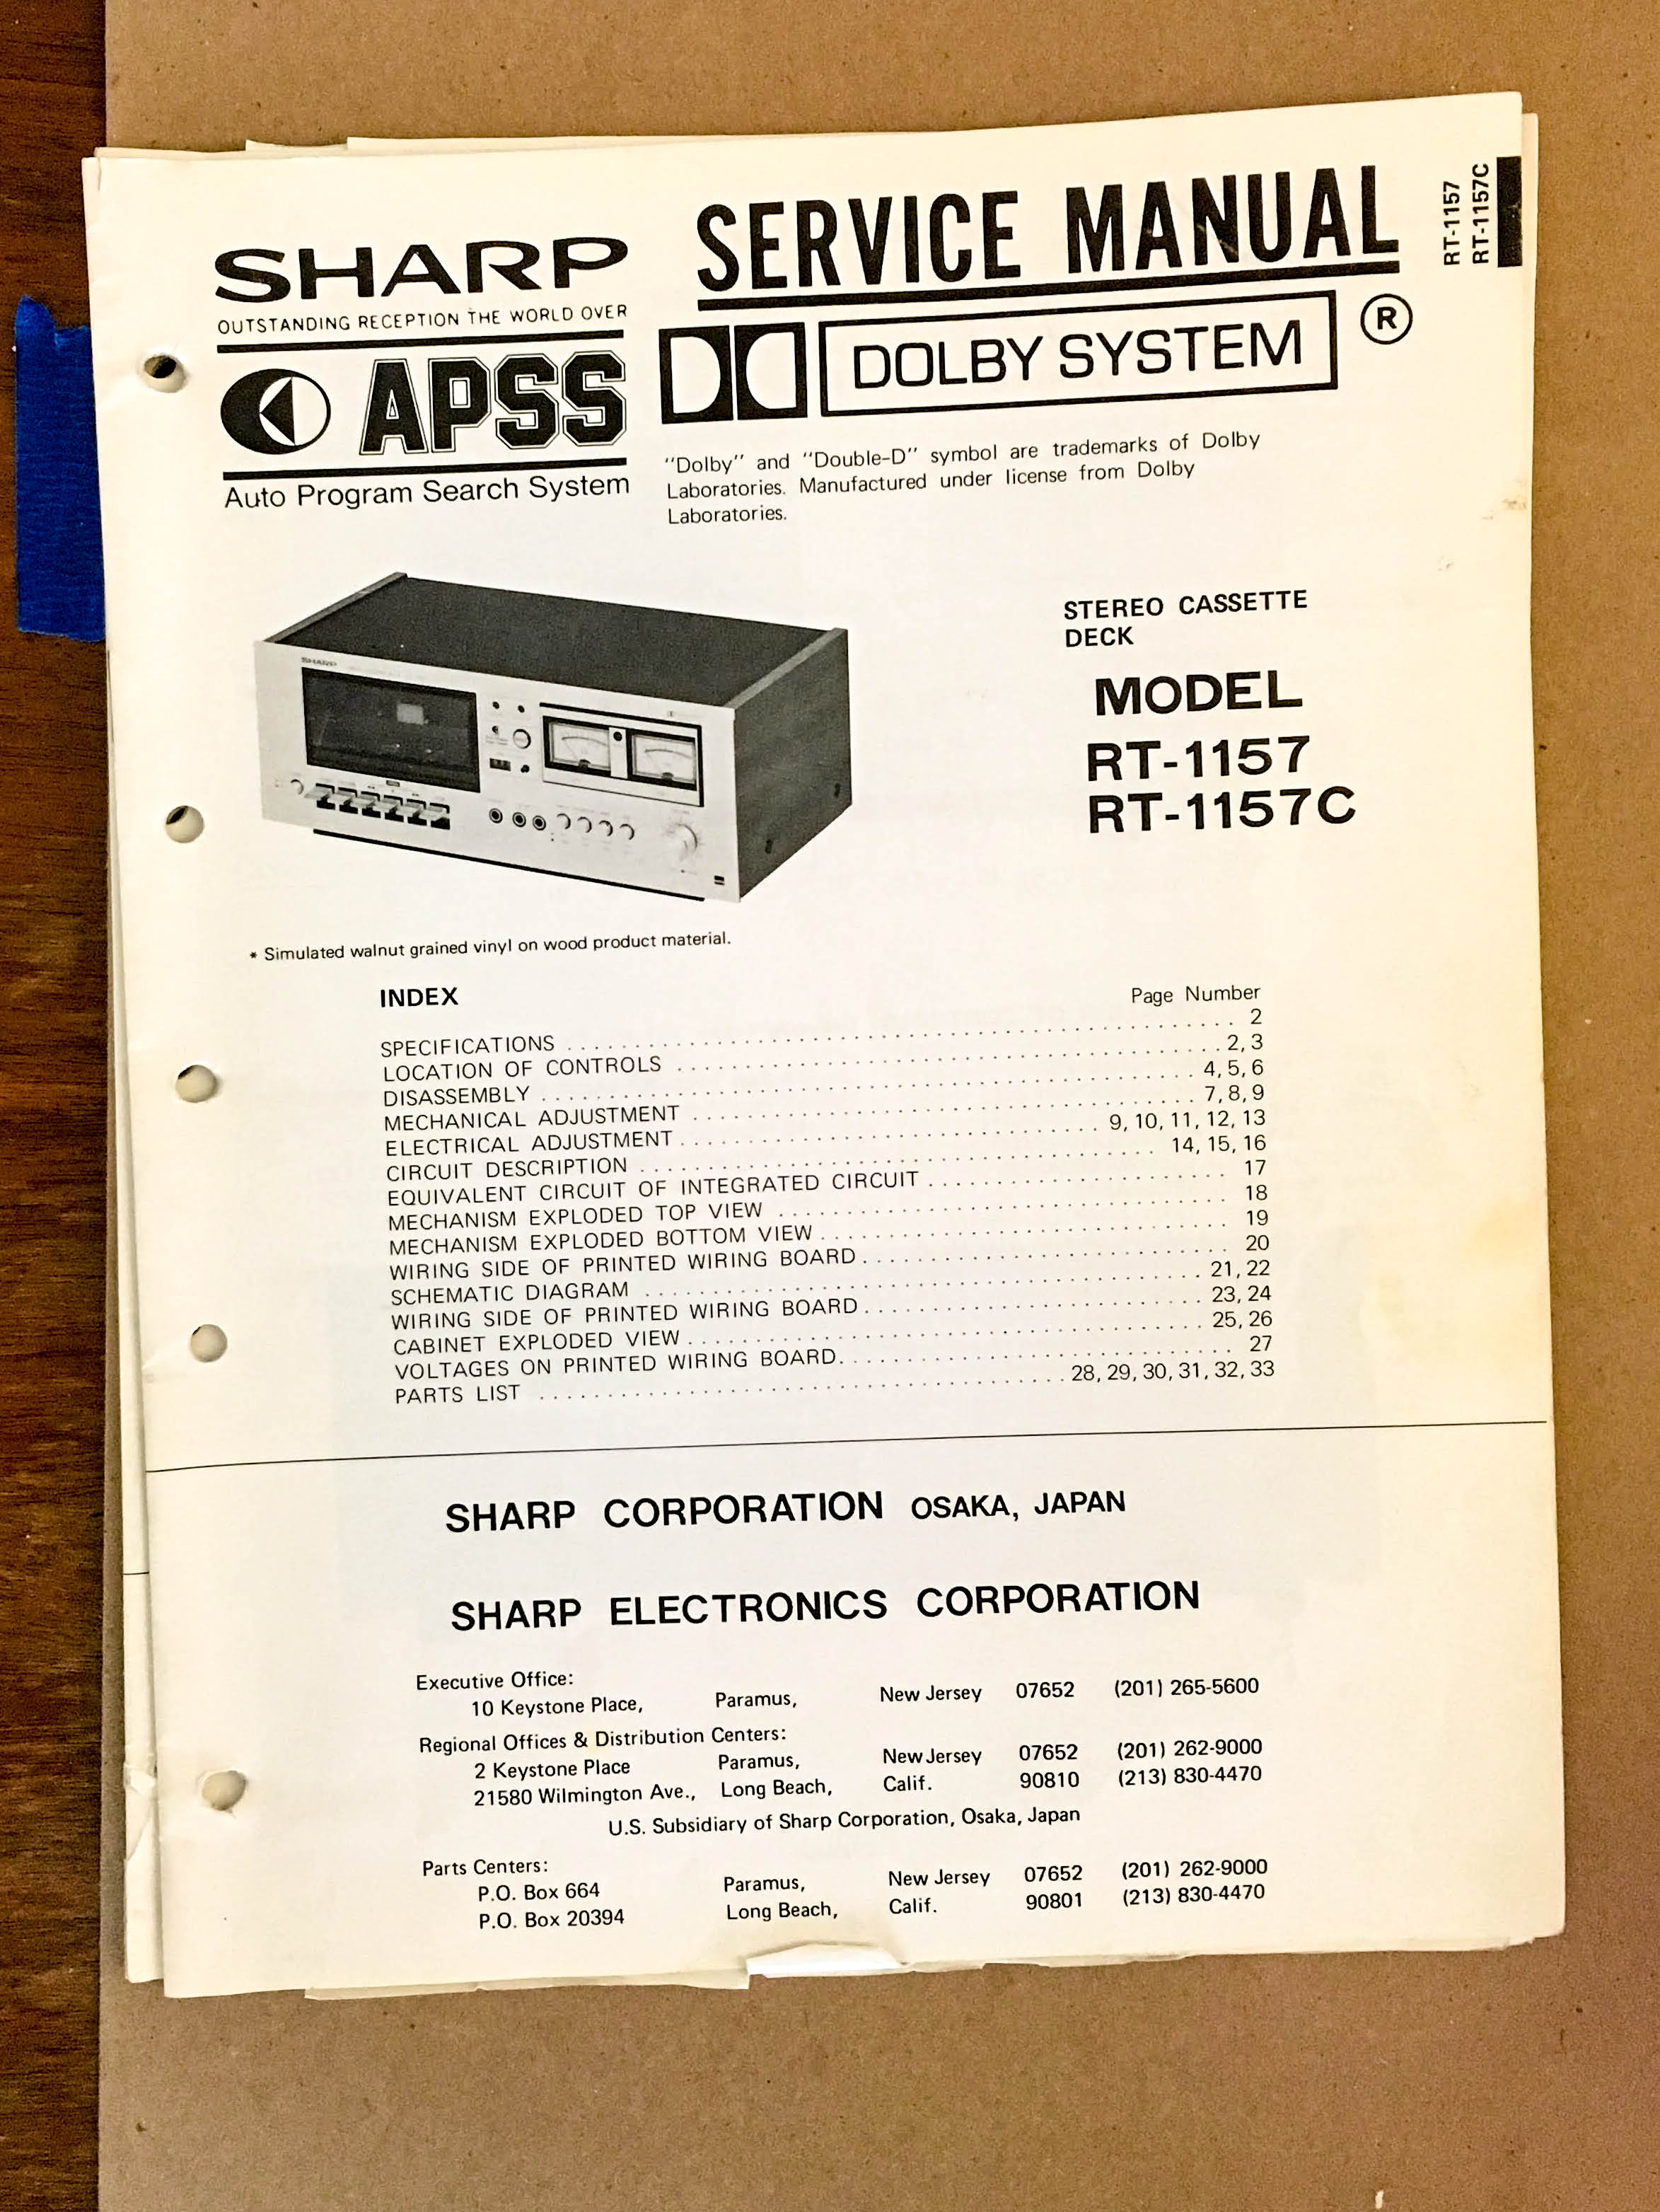 SHARP
OUTSTANDING RECEPTION THE WORLD OVER
APSS
Auto Program Search System
SERVICE MANUAL
DOLBY SYSTEM ®
"Dolby" and "Double-D" symbol are trademarks of Dolby
Laboratories. Manufactured under license from Dolby
Laboratories.
RT-1157
RT-1157C
SHARP
STEREO CASSETTE
DECK
MODEL
RT-1157
RT-1157C
* Simulated walnut grained vinyl on wood product material.
INDEX Page Number
SPECIFICATIONS . . . . . . . . . . 2
LOCATION OF CONTROLS . . . . . . . . . . 2, 3
DISASSEMBLY . . . . . . . . . . 4, 5, 6
MECHANICAL ADJUSTMENT . . . . . . . . . . 7, 8, 9
ELECTRICAL ADJUSTMENT . . . . . . . . . . 9, 10, 11, 12, 13
CIRCUIT DESCRIPTION . . . . . . . . . . 14, 15, 16
EQUIVALENT CIRCUIT OF INTEGRATED CIRCUIT . . . . . . . . . . 17
MECHANISM EXPLODED TOP VIEW . . . . . . . . . . 18
MECHANISM EXPLODED BOTTOM VIEW . . . . . . . . . . 19
WIRING SIDE OF PRINTED WIRING BOARD . . . . . . . . . . 20
SCHEMATIC DIAGRAM . . . . . . . . . . 21, 22
WIRING SIDE OF PRINTED WIRING BOARD . . . . . . . . . . 23, 24
CABINET EXPLODED VIEW . . . . . . . . . . 25, 26
VOLTAGES ON PRINTED WIRING BOARD . . . . . . . . . . 27
PARTS LIST . . . . . . . . . . 28, 29, 30, 31, 32, 33
SHARP CORPORATION OSAKA, JAPAN
SHARP ELECTRONICS CORPORATION
Executive Office:
10 Keystone Place, Paramus, New Jersey 07652 (201) 265-5600
Regional Offices & Distribution Centers:
2 Keystone Place Paramus, New Jersey 07652 (201) 262-9000
21580 Wilmington Ave., Long Beach, Calif. 90810 (213) 830-4470
U.S. Subsidiary of Sharp Corporation, Osaka, Japan
Parts Centers:
P.O. Box 664 Paramus, New Jersey 07652 (201) 262-9000
P.O. Box 20394 Long Beach, Calif. 90801 (213) 830-4470